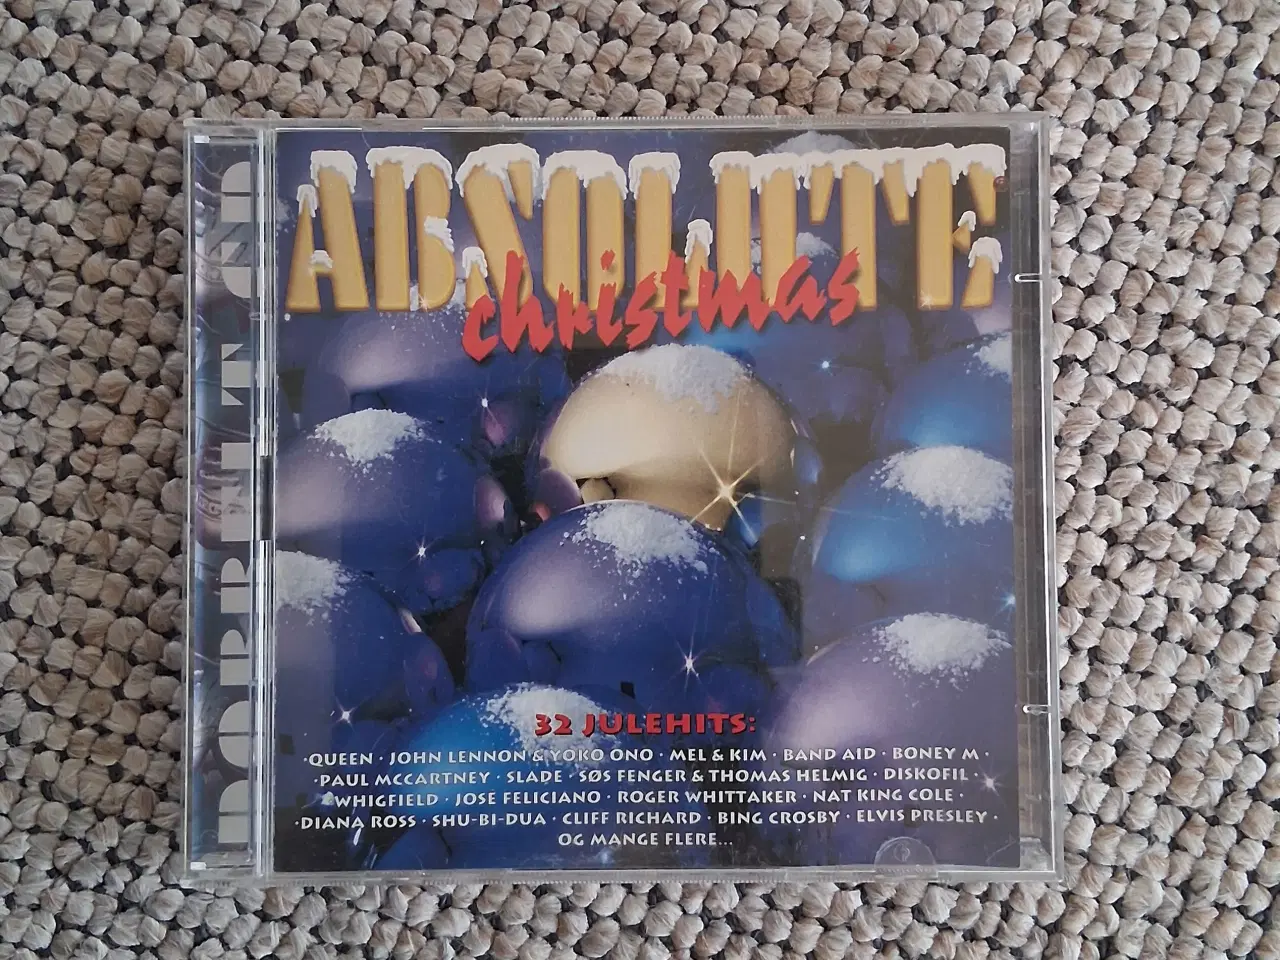 DOBBELT CD
ABSOLUTE
christmas
32 JULEHITS:
·QUEEN · JOHN LENNON & YOKO ONO · MEL & KIM · BAND AID · BONEY M ·
·PAUL MCCARTNEY · SLADE · SØS FENGER & THOMAS HELMIG · DISKOFIL ·
·WHIGFIELD · JOSE FELICIANO · ROGER WHITTAKER · NAT KING COLE ·
·DIANA ROSS · SHU-BI-DUA · CLIFF RICHARD · BING CROSBY · ELVIS PRESLEY ·
OG MANGE FLERE...